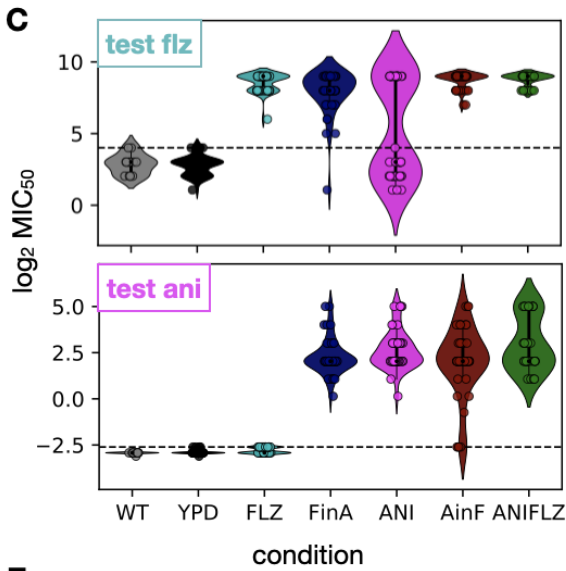 C
test flz
10
5
0
log₂ MIC₅₀
test ani
5.0
2.5
0.0
−2.5
WT YPD FLZ FinA ANI AinF ANIFLZ
condition